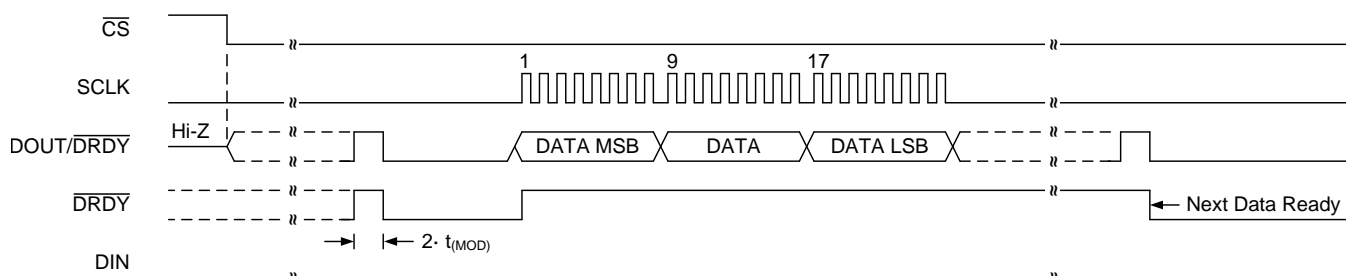 CS
SCLK
1 9 17
Hi-Z
DOUT/DRDY
DATA MSB DATA DATA LSB
DRDY
Next Data Ready
2· t(MOD)
DIN